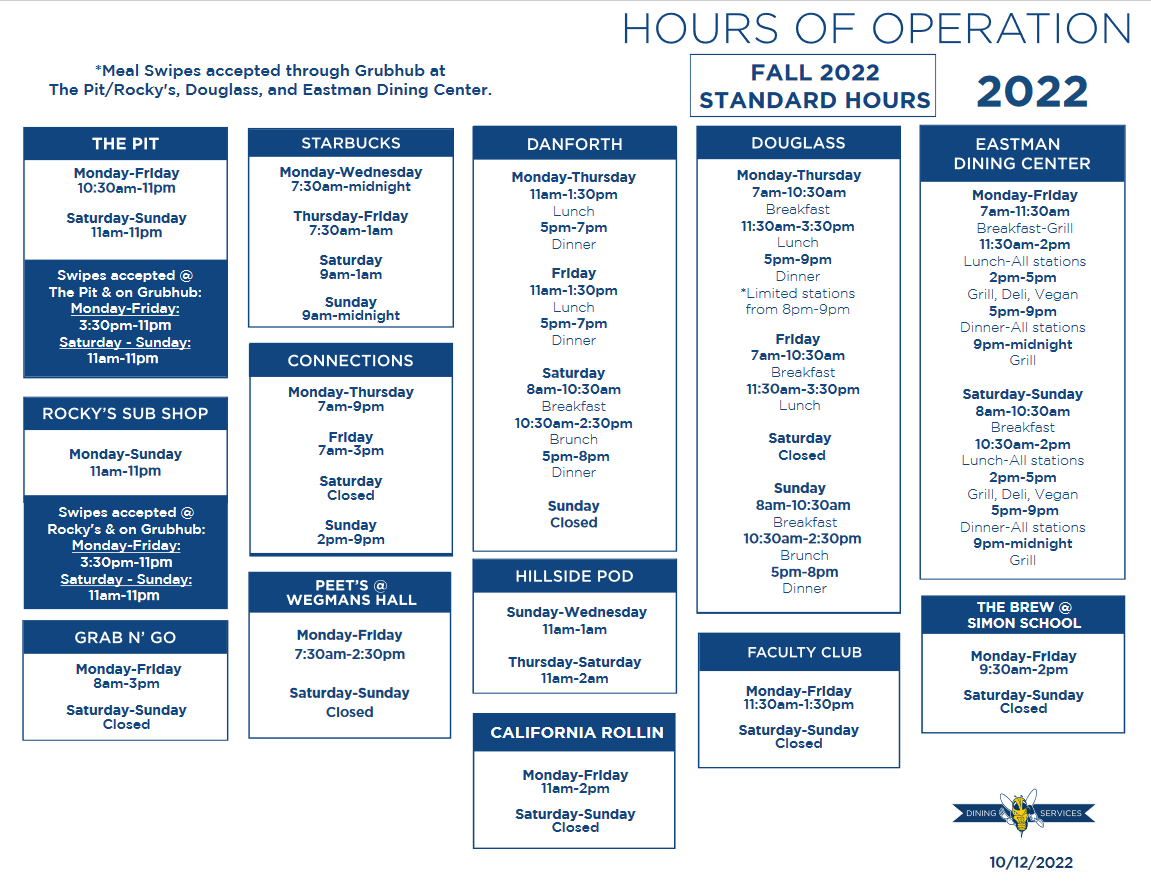 HOURS OF OPERATION
*Meal Swipes accepted through Grubhub at
The Pit/Rocky's, Douglass, and Eastman Dining Center.
FALL 2022
STANDARD HOURS
2022
THE PIT
Monday-Friday
10:30am-11pm
Saturday-Sunday
11am-11pm
Swipes accepted @
The Pit & on Grubhub:
Monday-Friday:
3:30pm-11pm
Saturday - Sunday:
11am-11pm
ROCKY'S SUB SHOP
Monday-Sunday
11am-11pm
Swipes accepted @
Rocky's & on Grubhub:
Monday-Friday:
3:30pm-11pm
Saturday - Sunday:
11am-11pm
GRAB N' GO
Monday-Friday
8am-3pm
Saturday-Sunday
Closed
STARBUCKS
Monday-Wednesday
7:30am-midnight
Thursday-Friday
7:30am-1am
Saturday
9am-1am
Sunday
9am-midnight
CONNECTIONS
Monday-Thursday
7am-9pm
Friday
7am-3pm
Saturday
Closed
Sunday
2pm-9pm
PEET'S @
WEGMANS HALL
Monday-Friday
7:30am-2:30pm
Saturday-Sunday
Closed
DANFORTH
Monday-Thursday
11am-1:30pm
Lunch
5pm-7pm
Dinner
Friday
11am-1:30pm
Lunch
5pm-7pm
Dinner
Saturday
8am-10:30am
Breakfast
10:30am-2:30pm
Brunch
5pm-8pm
Dinner
Sunday
Closed
HILLSIDE POD
Sunday-Wednesday
11am-1am
Thursday-Saturday
11am-2am
CALIFORNIA ROLLIN
Monday-Friday
11am-2pm
Saturday-Sunday
Closed
DOUGLASS
Monday-Thursday
7am-10:30am
Breakfast
11:30am-3:30pm
Lunch
5pm-9pm
Dinner
*Limited stations
from 8pm-9pm
Friday
7am-10:30am
Breakfast
11:30am-3:30pm
Lunch
Saturday
Closed
Sunday
8am-10:30am
Breakfast
10:30am-2:30pm
Brunch
5pm-8pm
Dinner
FACULTY CLUB
Monday-Friday
11:30am-1:30pm
Saturday-Sunday
Closed
EASTMAN
DINING CENTER
Monday-Friday
7am-11:30am
Breakfast-Grill
11:30am-2pm
Lunch-All stations
2pm-5pm
Grill, Deli, Vegan
5pm-9pm
Dinner-All stations
9pm-midnight
Grill
Saturday-Sunday
8am-10:30am
Breakfast
10:30am-2pm
Lunch-All stations
2pm-5pm
Grill, Deli, Vegan
5pm-9pm
Dinner-All stations
9pm-midnight
Grill
THE BREW @
SIMON SCHOOL
Monday-Friday
9:30am-2pm
Saturday-Sunday
Closed
DINING SERVICES
10/12/2022